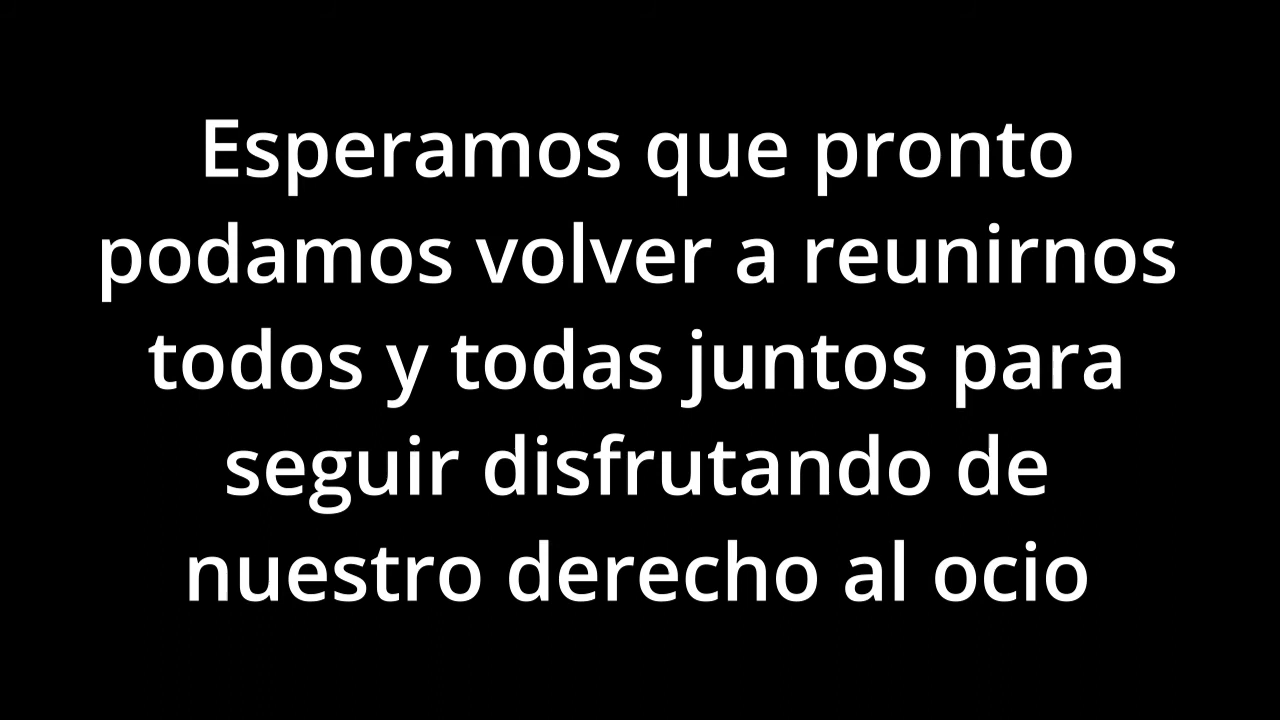 Esperamos que pronto
podamos volver a reunirnos
todos y todas juntos para
seguir disfrutando de
nuestro derecho al ocio